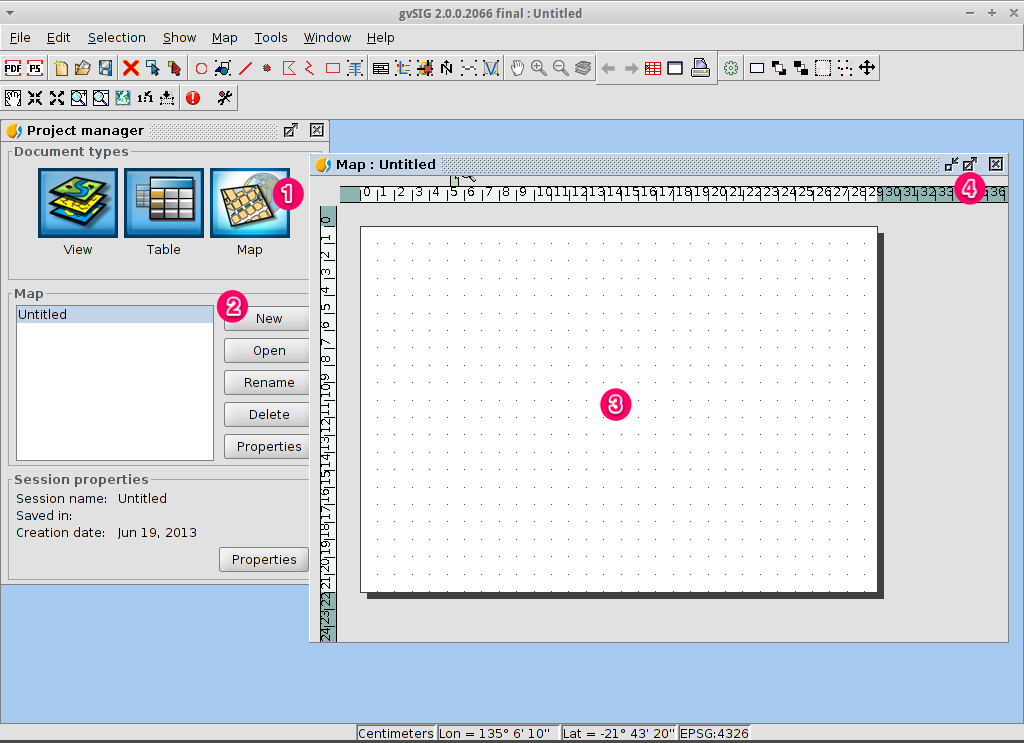 gvSIG 2.0.0.2066 final : Untitled
File Edit Selection Show Map Tools Window Help
PDF PS
1:1
Project manager
Document types
View Table Map
1
Map
Untitled
2
New
Open
Rename
Delete
Properties
Session properties
Session name: Untitled
Saved in:
Creation date: Jun 19, 2013
Properties
Map : Untitled
0 1 2 3 4 5 6 7 8 9 10 11 12 13 14 15 16 17 18 19 20 21 22 23 24 25 26 27 28 29 30 31 32 33 36
4
0 1 2 3 4 5 6 7 8 9 10 11 12 13 14 15 16 17 18 19 20 21 22 23 24
3
Centimeters Lon = 135° 6' 10" Lat = -21° 43' 20" EPSG:4326